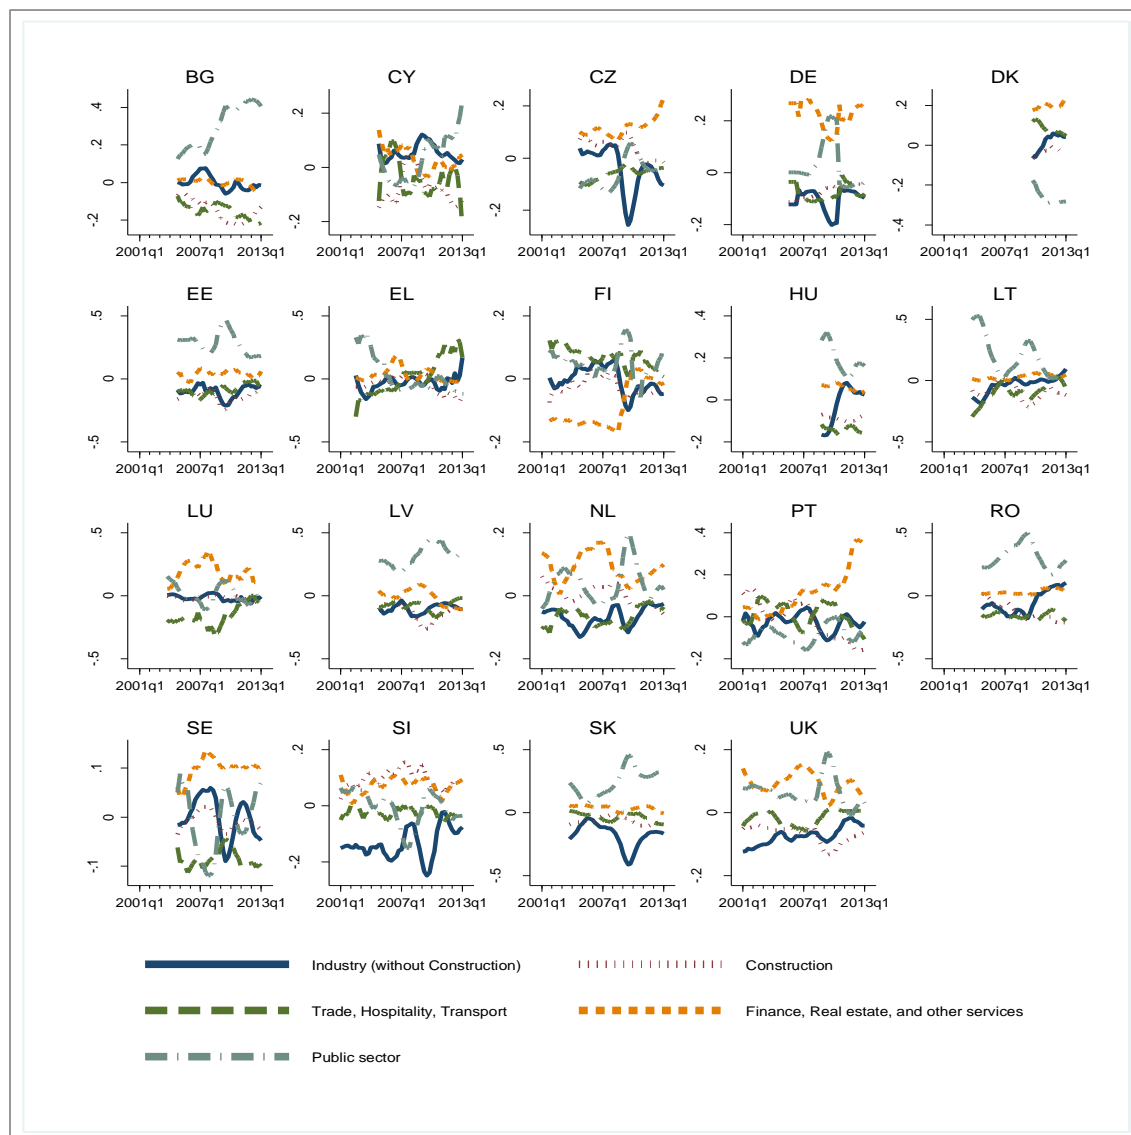 BG CY CZ DE DK
-.2 0 .2 .4
-.2 0 .2
-.2 0 .2
-.2 0 .2
-.4 -.2 0 .2
2001q1 2007q1 2013q1 2001q1 2007q1 2013q1 2001q1 2007q1 2013q1 2001q1 2007q1 2013q1 2001q1 2007q1 2013q1
EE EL FI HU LT
-.5 0 .5
-.5 0 .5
-.2 0 .2
-.2 0 .2 .4
-.5 0 .5
2001q1 2007q1 2013q1 2001q1 2007q1 2013q1 2001q1 2007q1 2013q1 2001q1 2007q1 2013q1 2001q1 2007q1 2013q1
LU LV NL PT RO
-.5 0 .5
-.5 0 .5
-.2 0 .2
-.2 0 .2 .4
-.5 0 .5
2001q1 2007q1 2013q1 2001q1 2007q1 2013q1 2001q1 2007q1 2013q1 2001q1 2007q1 2013q1 2001q1 2007q1 2013q1
SE SI SK UK
-.1 0 .1
-.2 0 .2
-.5 0 .5
-.2 0 .2
2001q1 2007q1 2013q1 2001q1 2007q1 2013q1 2001q1 2007q1 2013q1 2001q1 2007q1 2013q1
Industry (without Construction) Construction
Trade, Hospitality, Transport Finance, Real estate, and other services
Public sector